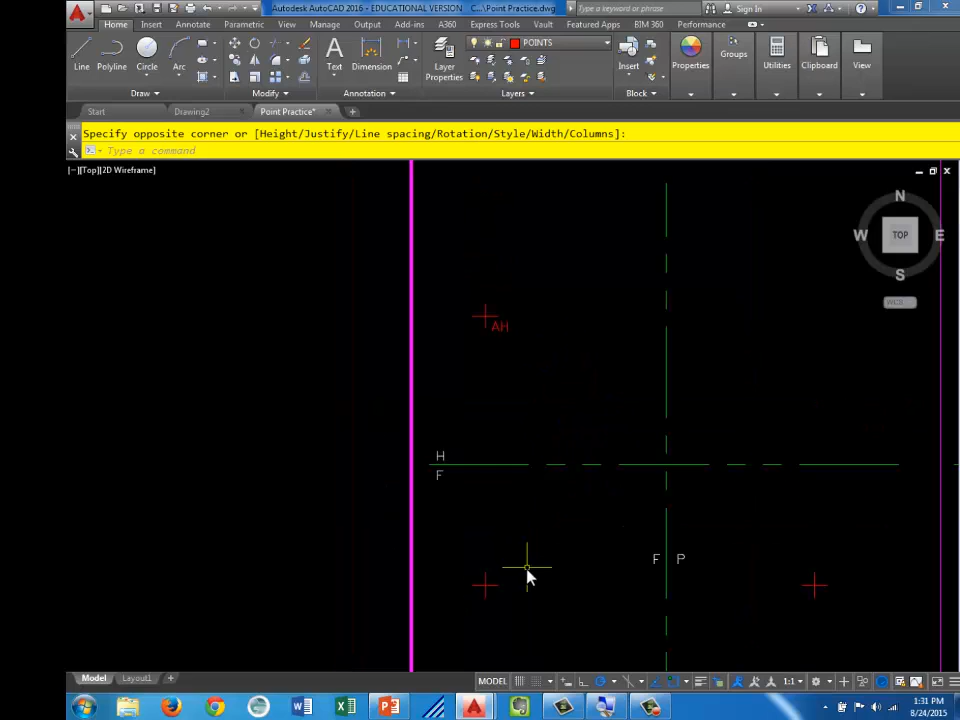 Autodesk AutoCAD 2016 - EDUCATIONAL VERSION C...\Point Practice.dwg
Type a keyword or phrase
Sign In
Home Insert Annotate Parametric View Manage Output Add-ins A360 Express Tools Vault Featured Apps BIM 360 Performance
POINTS
Line Polyline Circle Arc
Text Dimension
Layer Properties
Insert
Properties Groups Utilities Clipboard View
Draw Modify Annotation Layers Block
Start Drawing2 Point Practice*
Specify opposite corner or [Height/Justify/Line spacing/Rotation/Style/Width/Columns]:
Type a command
[−][Top][2D Wireframe]
N
W TOP E
S
AH
H
F
F P
Model Layout1
MODEL
1:1
1:31 PM
8/24/2015